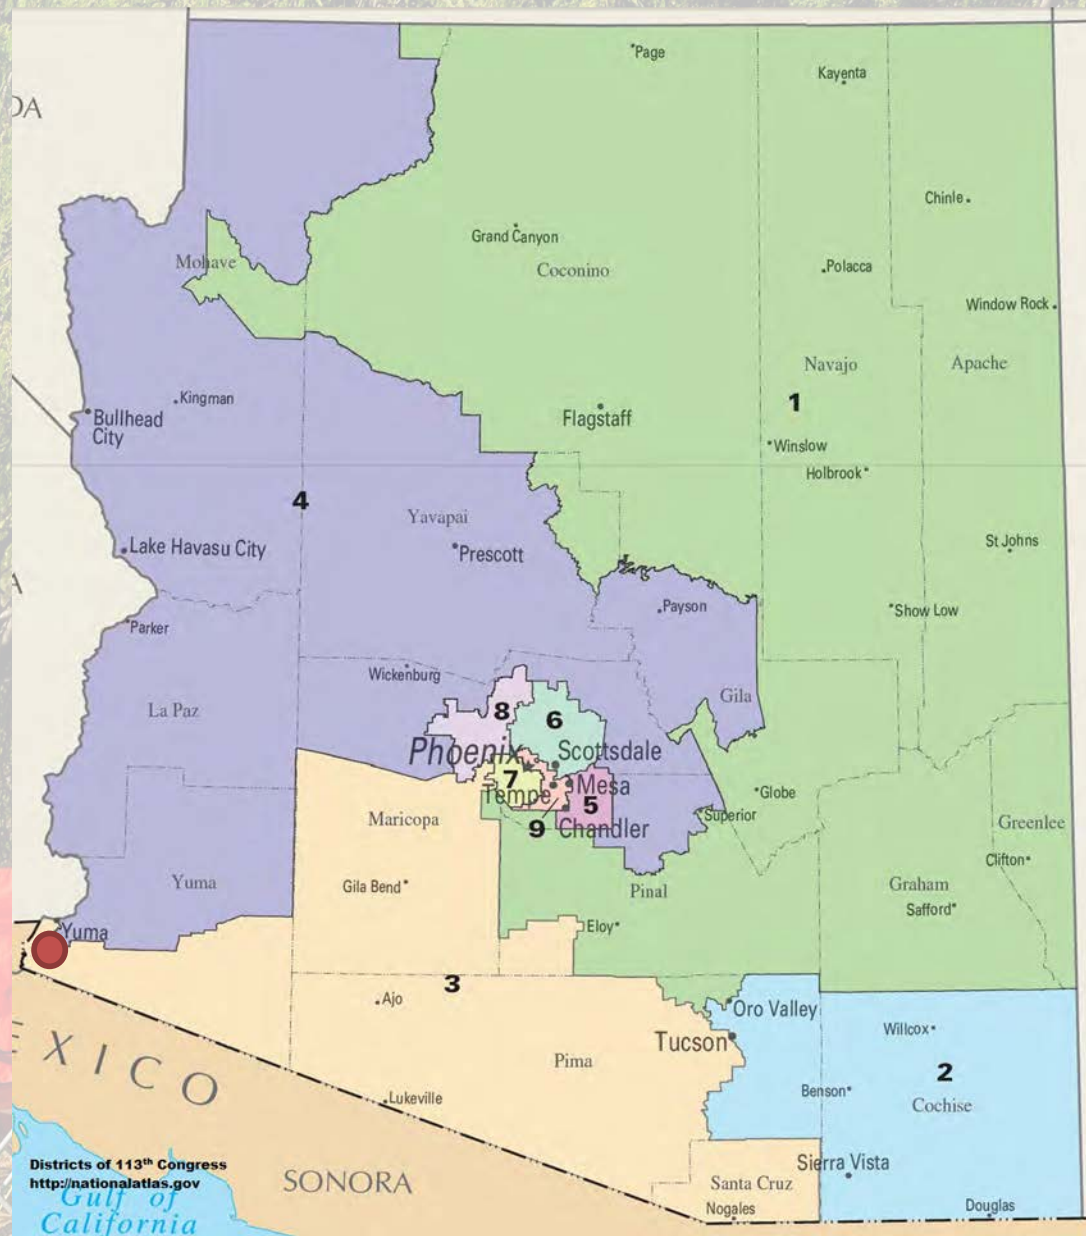 DA
Page
Kayenta
Chinle
Grand Canyon
Mohave
Coconino
Polacca
Window Rock
Navajo
Apache
Kingman
1
Bullhead
City
Flagstaff
Winslow
Holbrook
4
Yavapai
Lake Havasu City
Prescott
St Johns
A
Payson
Show Low
Parker
Wickenburg
Gila
La Paz
8
6
Phoenix
Scottsdale
7
Mesa
Tempe
5
Globe
Superior
Maricopa
9
Chandler
Greenlee
Clifton
Yuma
Gila Bend
Pinal
Graham
Safford
Eloy
Yuma
3
Ajo
Oro Valley
Willcox
Tucson
EXICO
Pima
2
Benson
Cochise
Lukeville
Districts of 113th Congress
http://nationalatlas.gov
Sierra Vista
SONORA
Santa Cruz
Gulf of
California
Nogales
Douglas